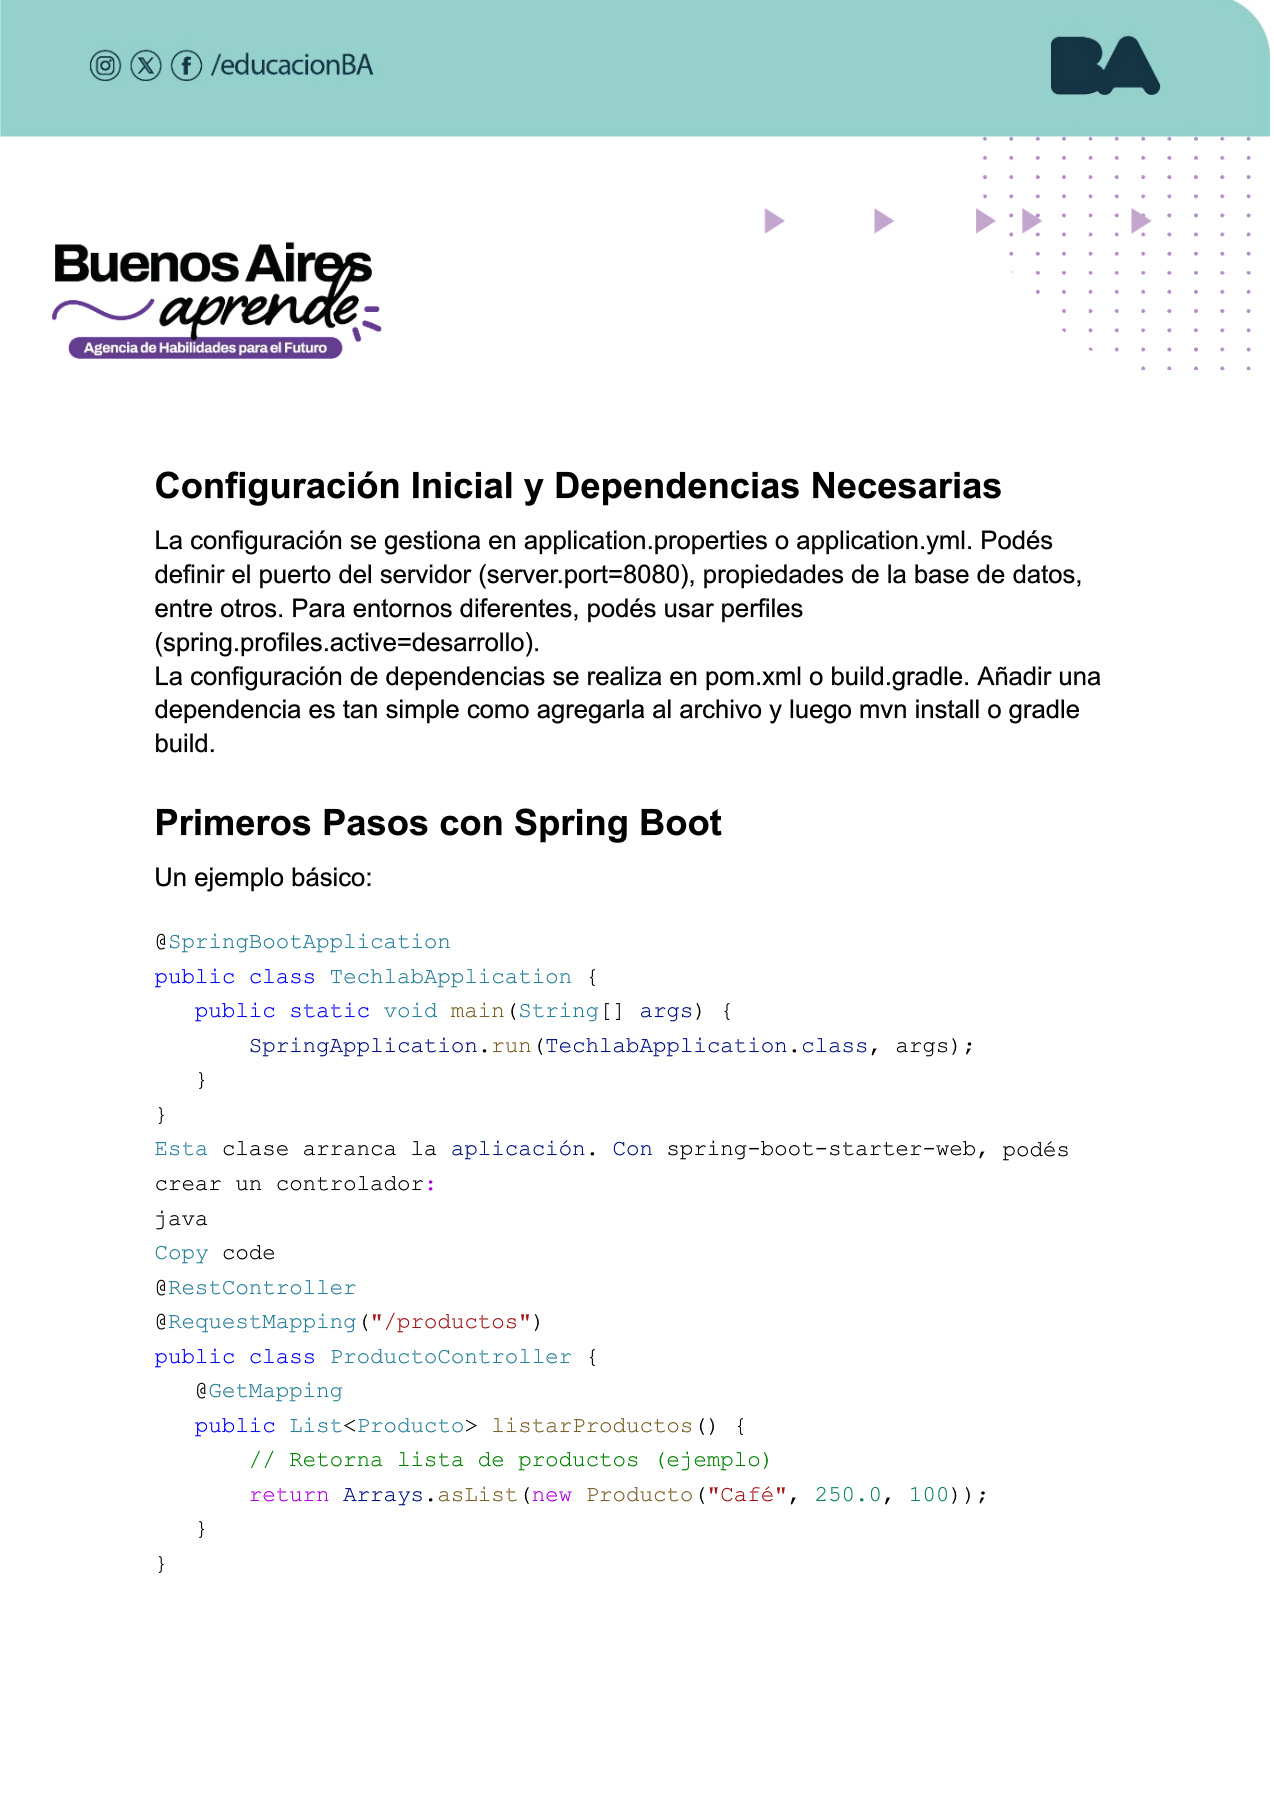 /educacionBA
BA
Buenos Aires
aprende
Agencia de Habilidades para el Futuro
Configuración Inicial y Dependencias Necesarias
La configuración se gestiona en application.properties o application.yml. Podés
definir el puerto del servidor (server.port=8080), propiedades de la base de datos,
entre otros. Para entornos diferentes, podés usar perfiles
(spring.profiles.active=desarrollo).
La configuración de dependencias se realiza en pom.xml o build.gradle. Añadir una
dependencia es tan simple como agregarla al archivo y luego mvn install o gradle
build.
Primeros Pasos con Spring Boot
Un ejemplo básico:
@SpringBootApplication
public class TechlabApplication {
   public static void main(String[] args) {
       SpringApplication.run(TechlabApplication.class, args);
   }
}
Esta clase arranca la aplicación. Con spring-boot-starter-web, podés
crear un controlador:
java
Copy code
@RestController
@RequestMapping("/productos")
public class ProductoController {
   @GetMapping
   public List<Producto> listarProductos() {
       // Retorna lista de productos (ejemplo)
       return Arrays.asList(new Producto("Café", 250.0, 100));
   }
}